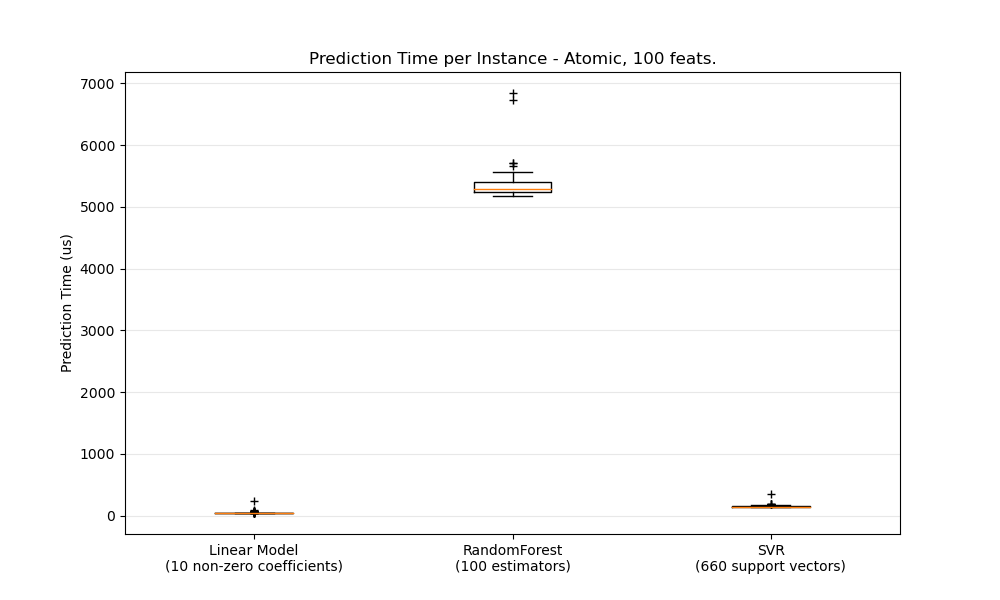 Prediction Time per Instance - Atomic, 100 feats.
Prediction Time (us)
7000
6000
5000
4000
3000
2000
1000
0
Linear Model
(10 non-zero coefficients)
RandomForest
(100 estimators)
SVR
(660 support vectors)